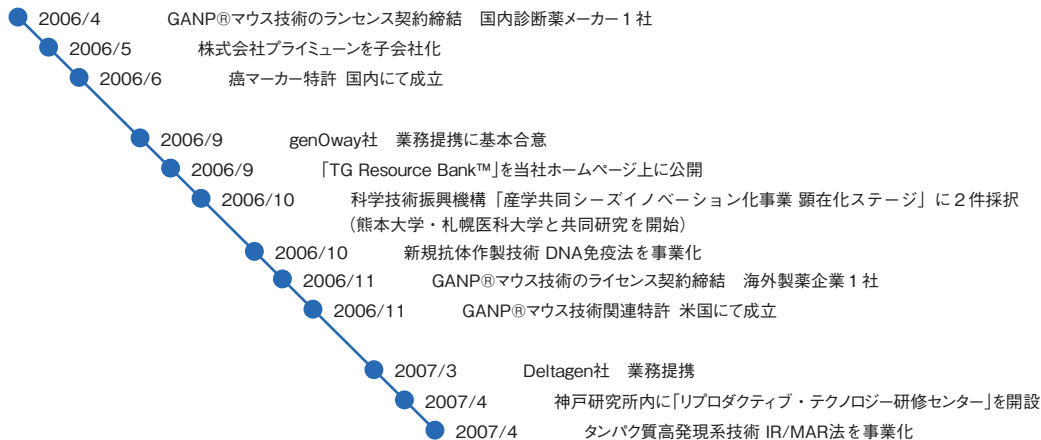 2006/4 GANP®マウス技術のランセンス契約締結 国内診断薬メーカー1社
2006/5 株式会社プライミューンを子会社化
2006/6 癌マーカー特許 国内にて成立
2006/9 genOway社 業務提携に基本合意
2006/9 「TG Resource Bank™」を当社ホームページ上に公開
2006/10 科学技術振興機構「産学共同シーズイノベーション化事業 顕在化ステージ」に2件採択
(熊本大学・札幌医科大学と共同研究を開始)
2006/10 新規抗体作製技術 DNA免疫法を事業化
2006/11 GANP®マウス技術のライセンス契約締結 海外製薬企業1社
2006/11 GANP®マウス技術関連特許 米国にて成立
2007/3 Deltagen社 業務提携
2007/4 神戸研究所内に「リプロダクティブ・テクノロジー研修センター」を開設
2007/4 タンパク質高発現系技術 IR/MAR法を事業化